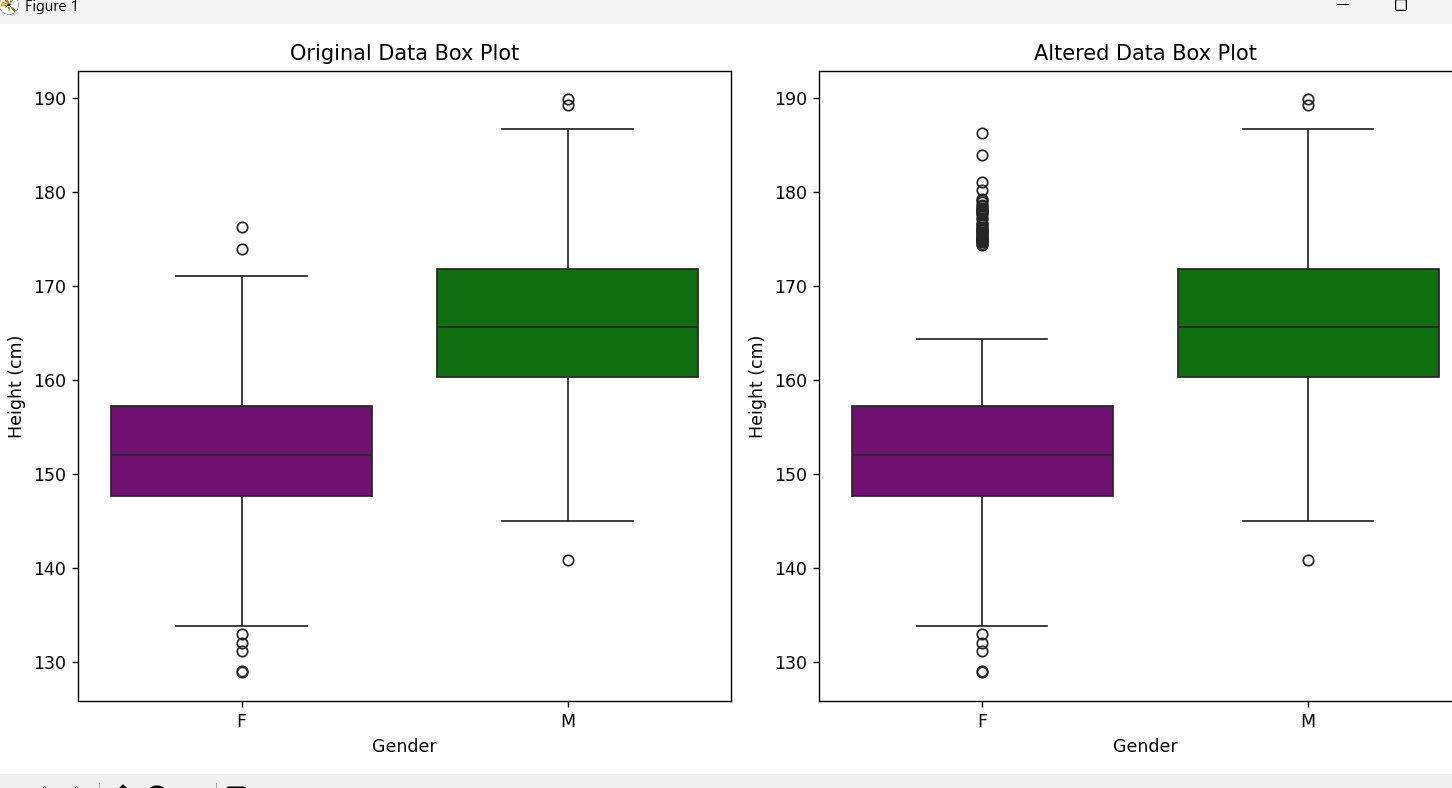 Figure 1
Original Data Box Plot
190
180
170
160
150
140
130
Height (cm)
F
M
Gender
Altered Data Box Plot
190
180
170
160
150
140
130
Height (cm)
F
M
Gender